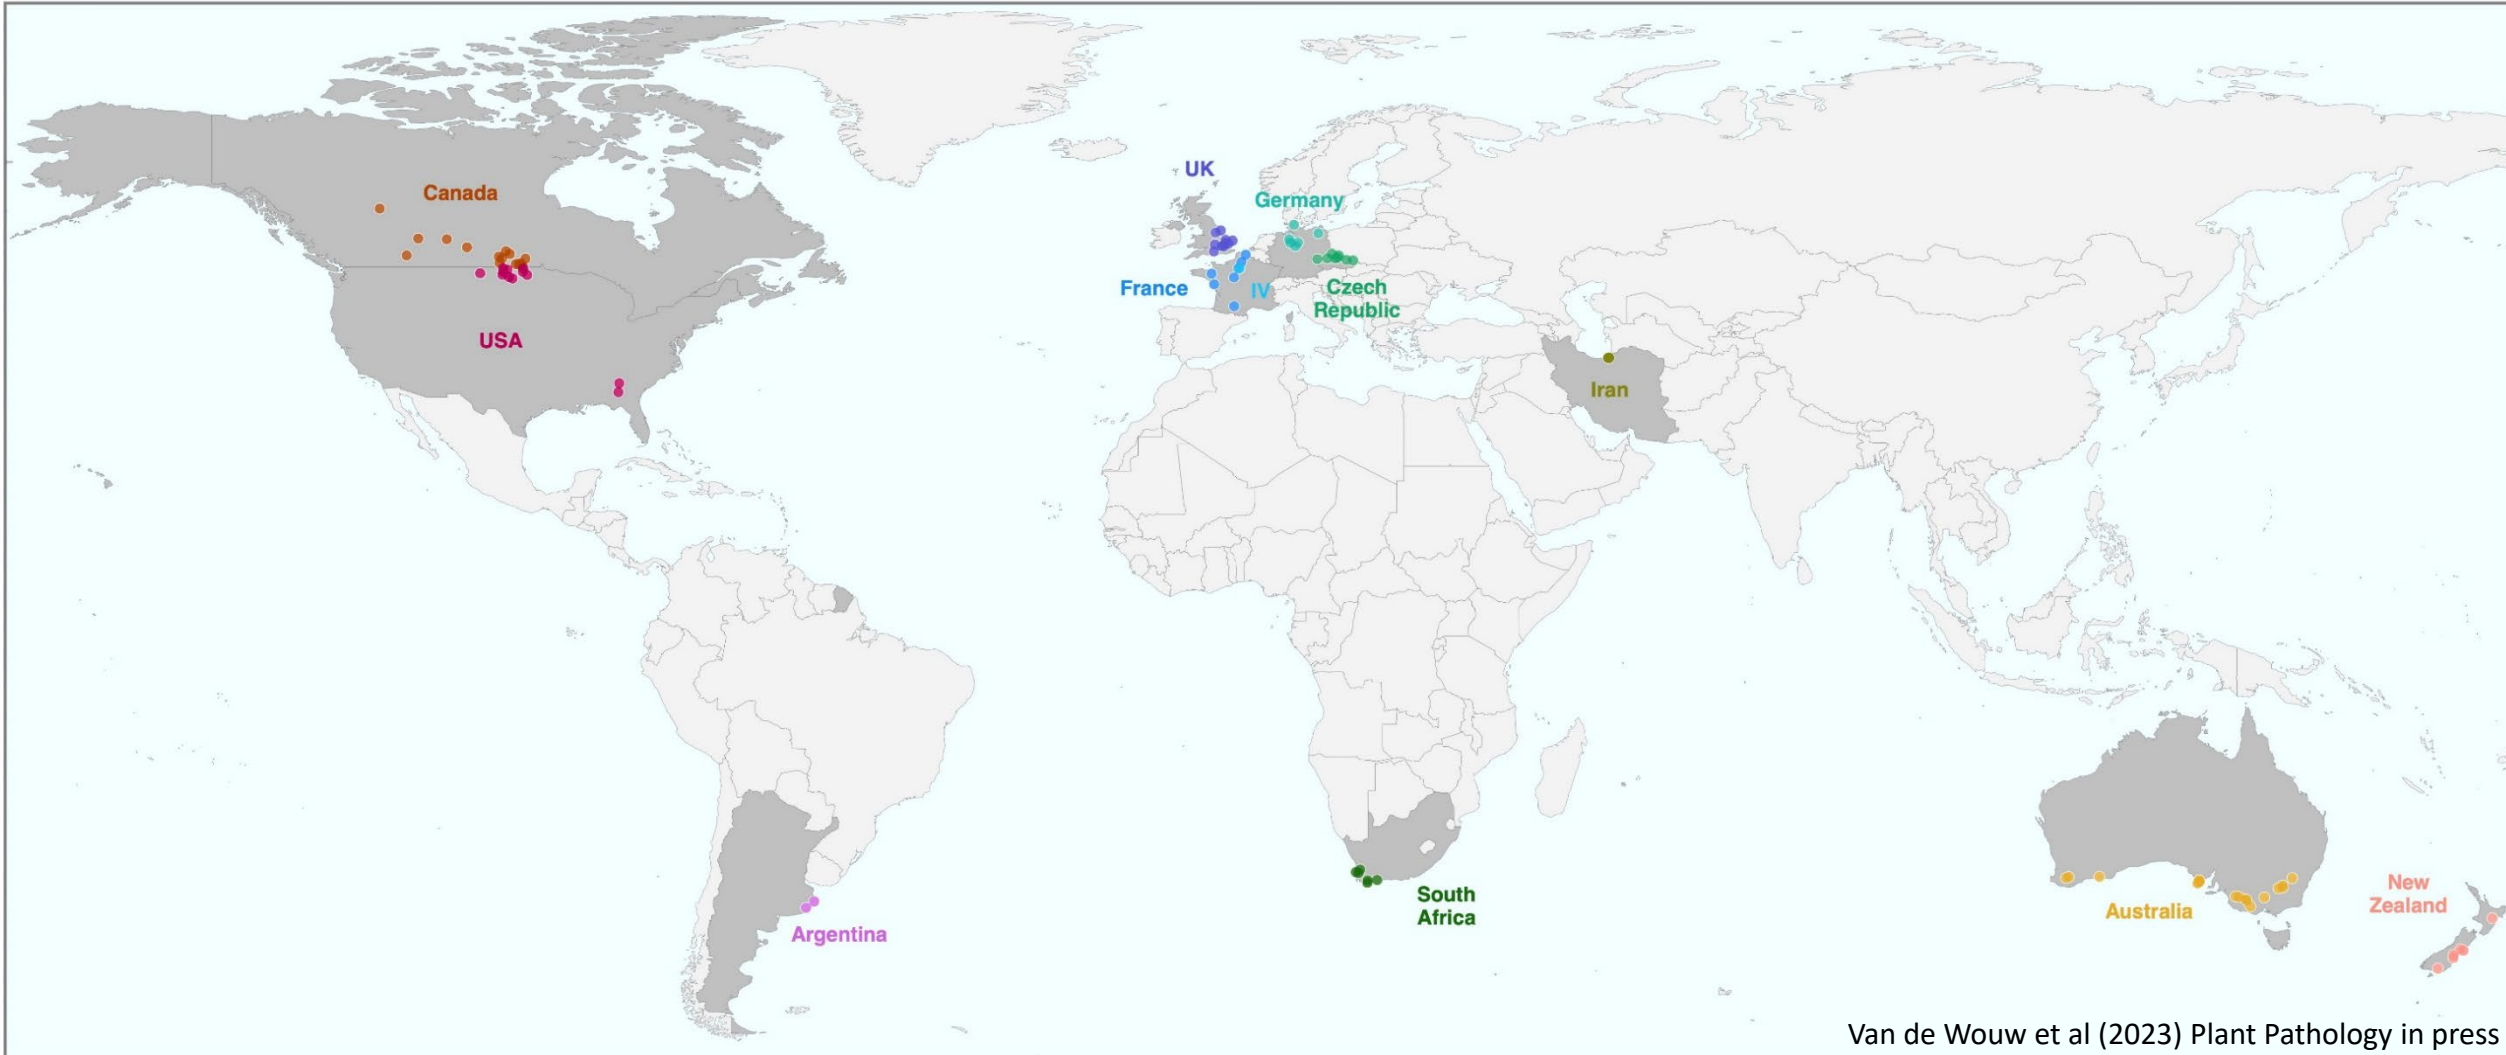 UK
Canada
Germany
France
IV
Czech
Republic
USA
Iran
South
Africa
New
Zealand
Australia
Argentina
Van de Wouw et al (2023) Plant Pathology in press